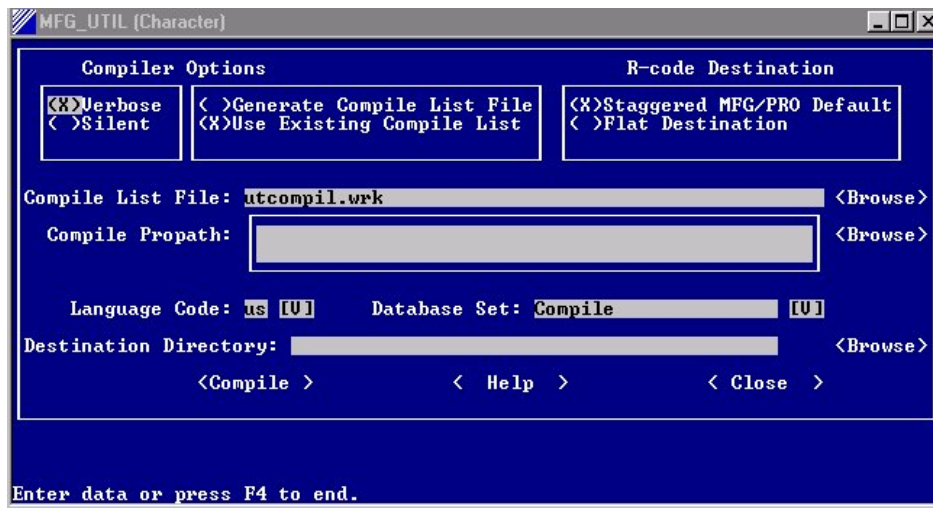 MFG_UTIL (Character)
Compiler Options R-code Destination
(X)Verbose ( )Generate Compile List File (X)Staggered MFG/PRO Default
( )Silent (X)Use Existing Compile List ( )Flat Destination
Compile List File: utcompil.wrk <Browse>
Compile Propath: <Browse>
Language Code: us [V] Database Set: Compile [V]
Destination Directory: <Browse>
<Compile > < Help > < Close >
Enter data or press F4 to end.